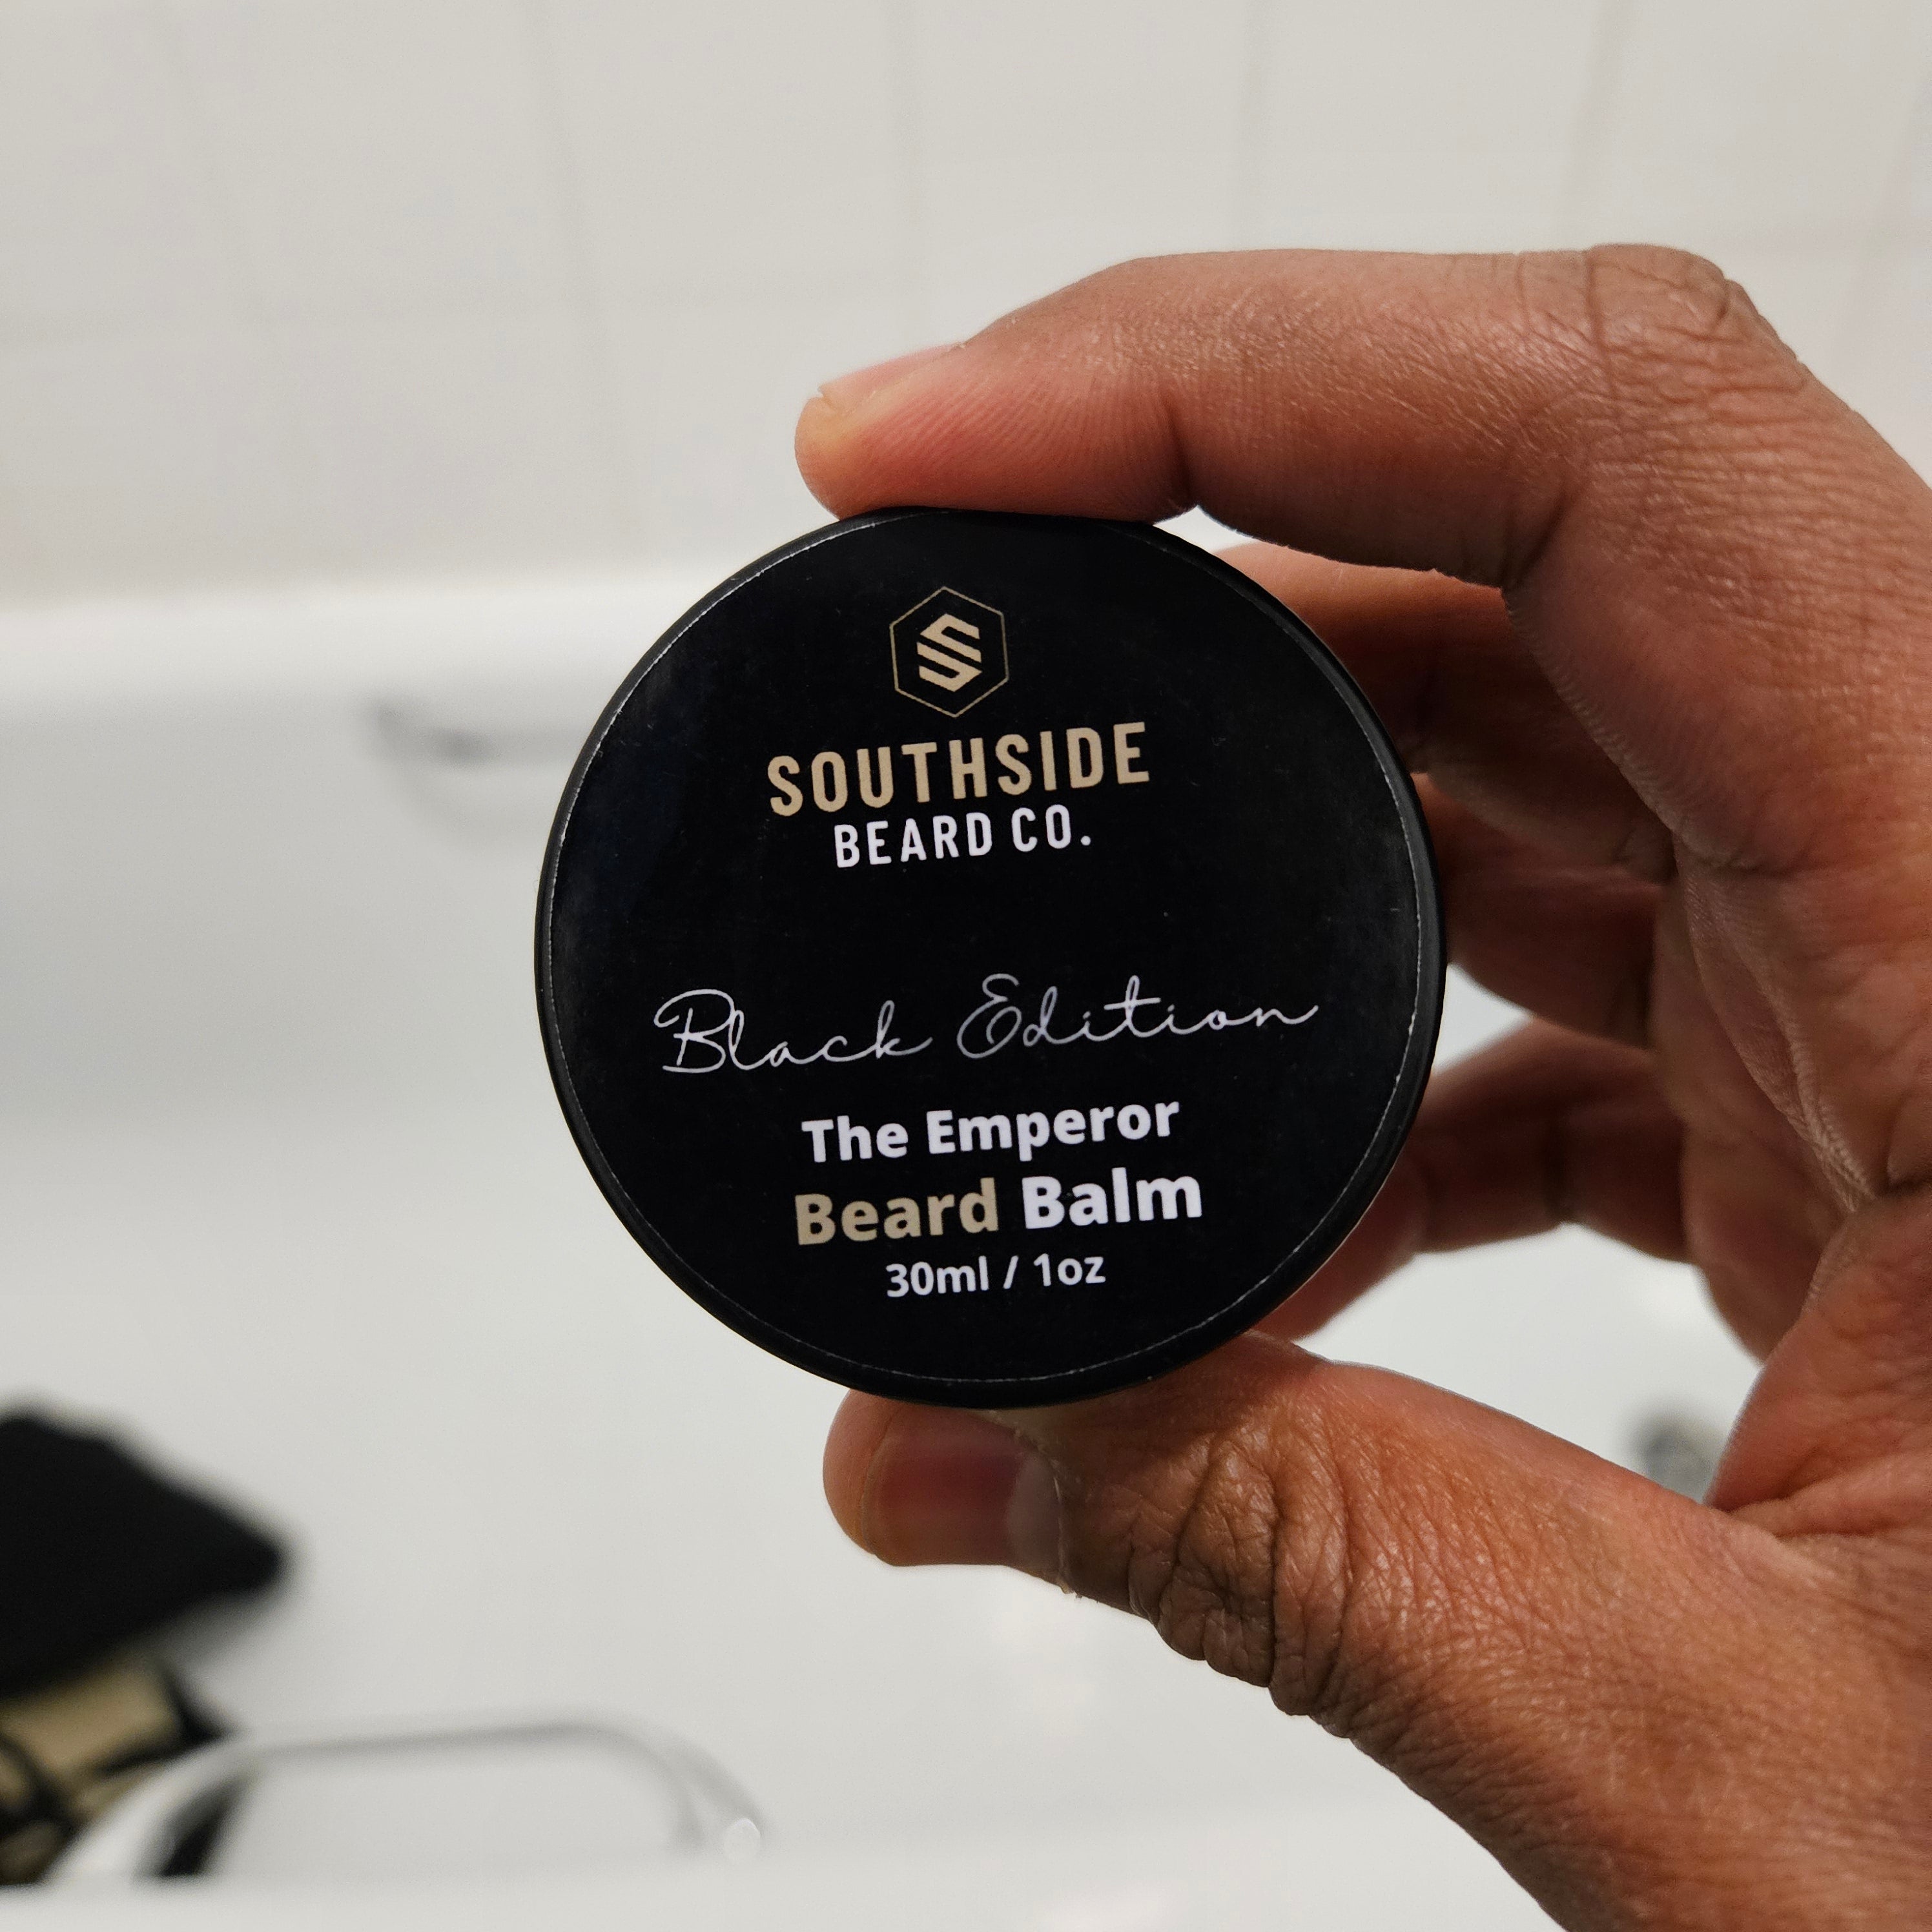 SOUTHSIDE
BEARD CO.
Black Edition
The Emperor
Beard Balm
30ml / 1oz